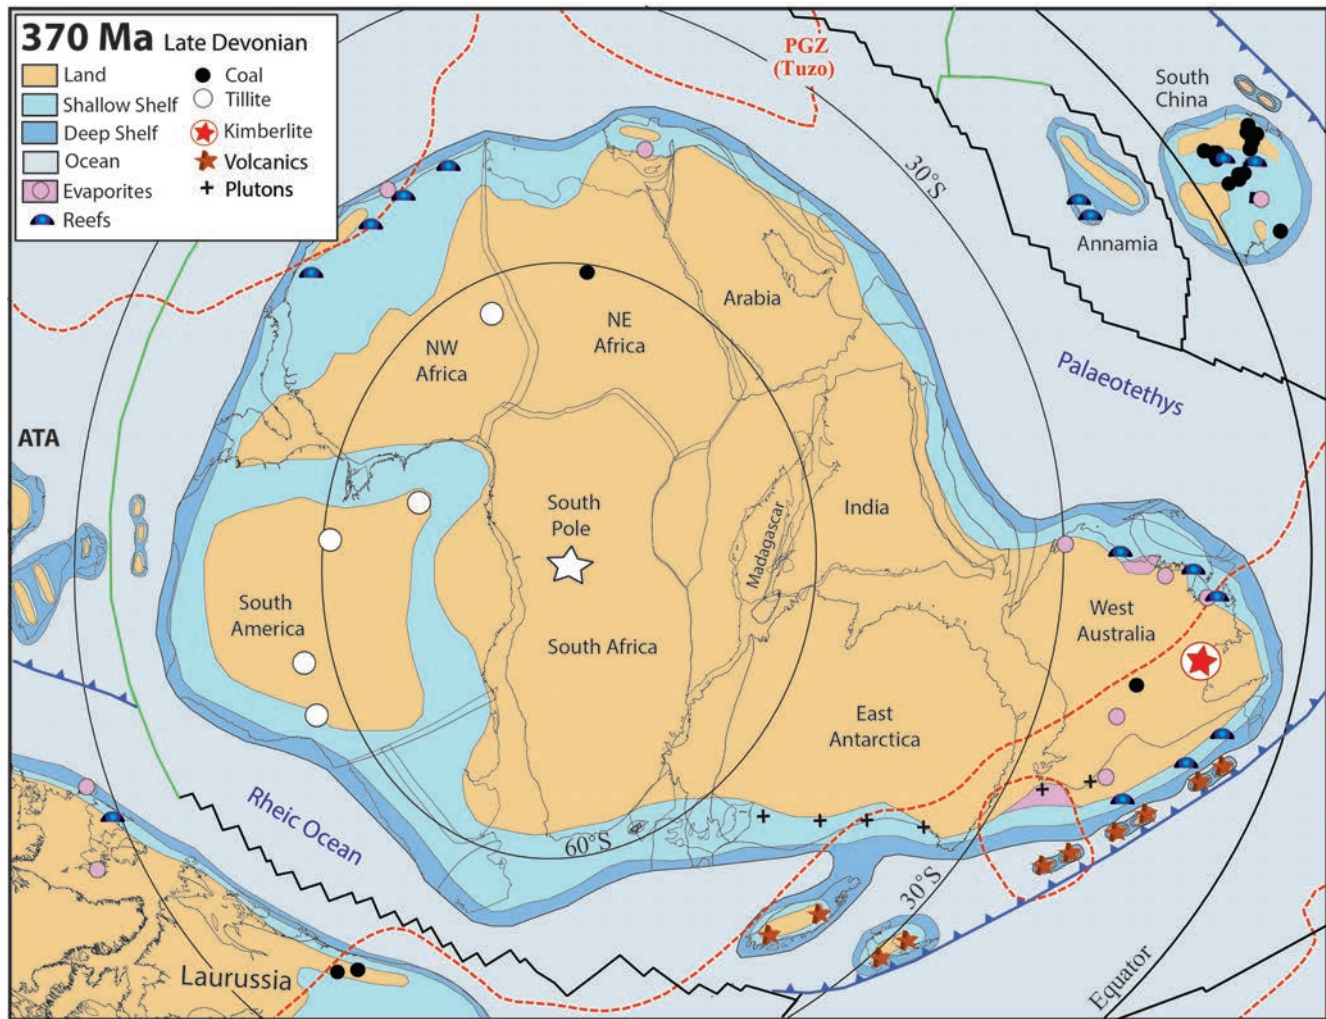 370 Ma Late Devonian
Land
Shallow Shelf
Deep Shelf
Ocean
Evaporites
Reefs
Coal
Tillite
Kimberlite
Volcanics
Plutons
PGZ
(Tuzo)
South
China
30°S
Annamia
Arabia
NE
Africa
NW
Africa
Palaeotethys
ATA
South
Pole
India
Madagascar
South
America
South Africa
West
Australia
East
Antarctica
Rheic Ocean
60°S
30°S
Laurussia
Equator